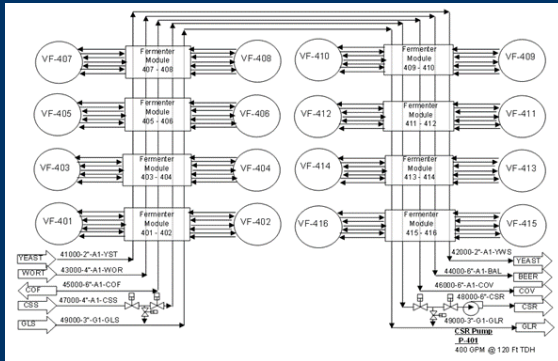 VF-407
Fermenter
Module
407 - 408
VF-408
VF-410
Fermenter
Module
409 - 410
VF-409
VF-405
Fermenter
Module
405 - 406
VF-406
VF-412
Fermenter
Module
411 - 412
VF-411
VF-403
Fermenter
Module
403 - 404
VF-404
VF-414
Fermenter
Module
413 - 414
VF-413
VF-401
Fermenter
Module
401 - 402
VF-402
VF-416
Fermenter
Module
415 - 416
VF-415
YEAST
41000-2"-A1-YST
WORT
43000-4"-A1-WOR
COF
45000-6"-A1-COF
CSS
47000-4"-A1-CSS
GLS
49000-3"-G1-GLS
42000-2"-A1-YWS
YEAST
44000-6"-A1-BAL
BEER
46000-6"-A1-COV
COV
48000-6"-CSR
CSR
49000-3"-G1-GLR
GLR
CSR Pump
P-401
400 GPM @ 120 Ft TDH